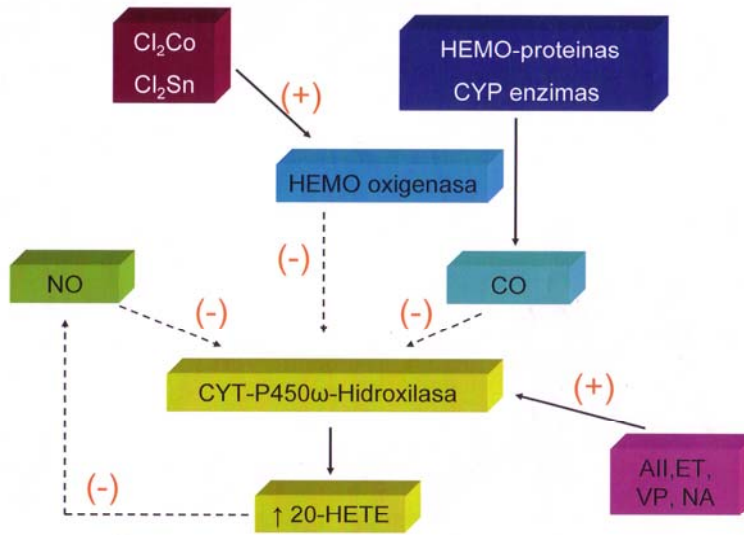 Cl₂Co
Cl₂Sn
HEMO-proteinas
CYP enzimas
(+)
HEMO oxigenasa
(-)
NO
CO
(-)
(-)
CYT-P450ω-Hidroxilasa
(+)
(-)
↑ 20-HETE
AII,ET,
VP, NA